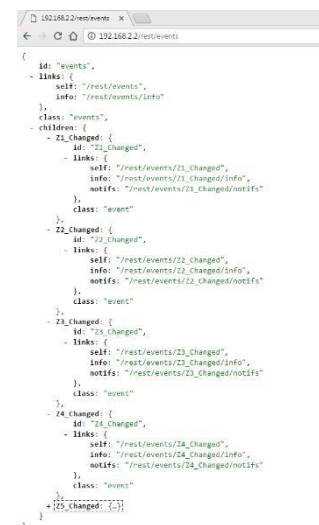 192.168.2.2/rest/events ×
192.168.2.2/rest/events
{
id: "events",
- links: {
self: "/rest/events",
info: "/rest/events/info"
},
class: "events",
- children: {
- Z1_Changed: {
id: "Z1_Changed",
- links: {
self: "/rest/events/Z1_Changed",
info: "/rest/events/Z1_Changed/info",
notifs: "/rest/events/Z1_Changed/notifs"
},
class: "event"
},
- Z2_Changed: {
id: "Z2_Changed",
- links: {
self: "/rest/events/Z2_Changed",
info: "/rest/events/Z2_Changed/info",
notifs: "/rest/events/Z2_Changed/notifs"
},
class: "event"
},
- Z3_Changed: {
id: "Z3_Changed",
- links: {
self: "/rest/events/Z3_Changed",
info: "/rest/events/Z3_Changed/info",
notifs: "/rest/events/Z3_Changed/notifs"
},
class: "event"
},
- Z4_Changed: {
id: "Z4_Changed",
- links: {
self: "/rest/events/Z4_Changed",
info: "/rest/events/Z4_Changed/info",
notifs: "/rest/events/Z4_Changed/notifs"
},
class: "event"
},
+ Z5_Changed: {…}
}
}